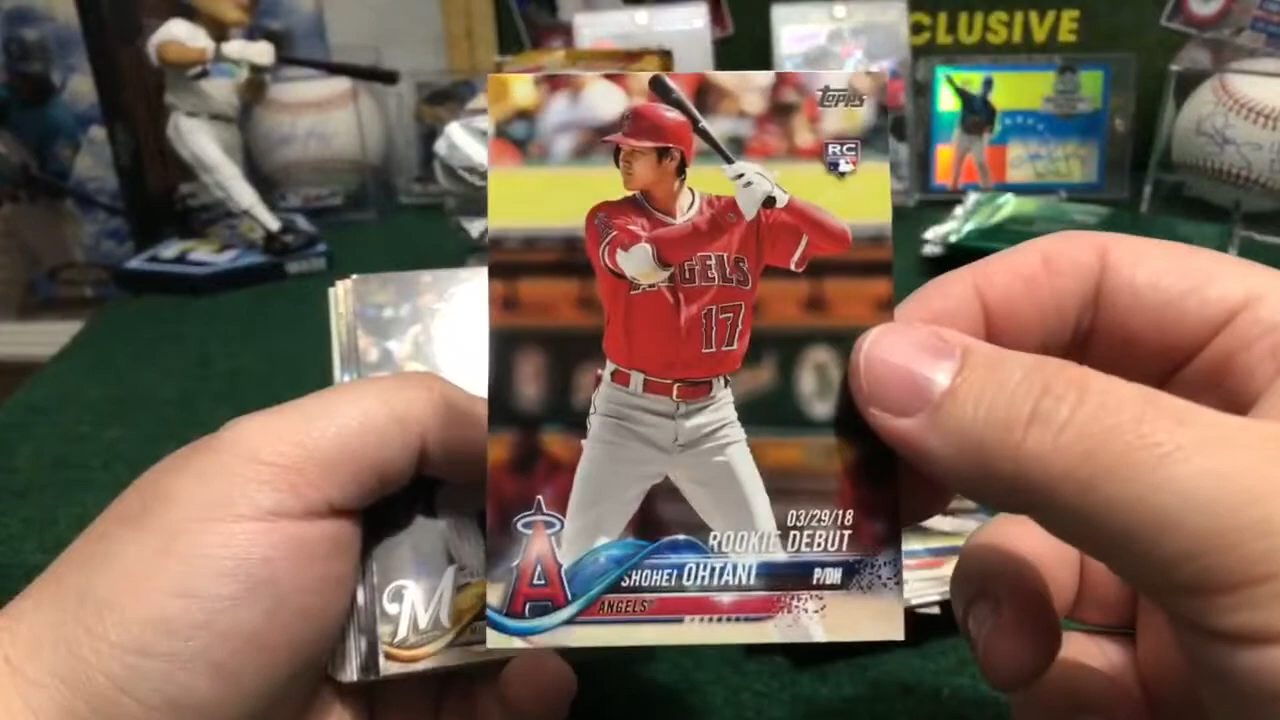 CLUSIVE
TOPPS
RC
ANGELS
17
A
03/29/18
ROOKIE DEBUT
SHOHEI OHTANI P/DH
ANGELS
M